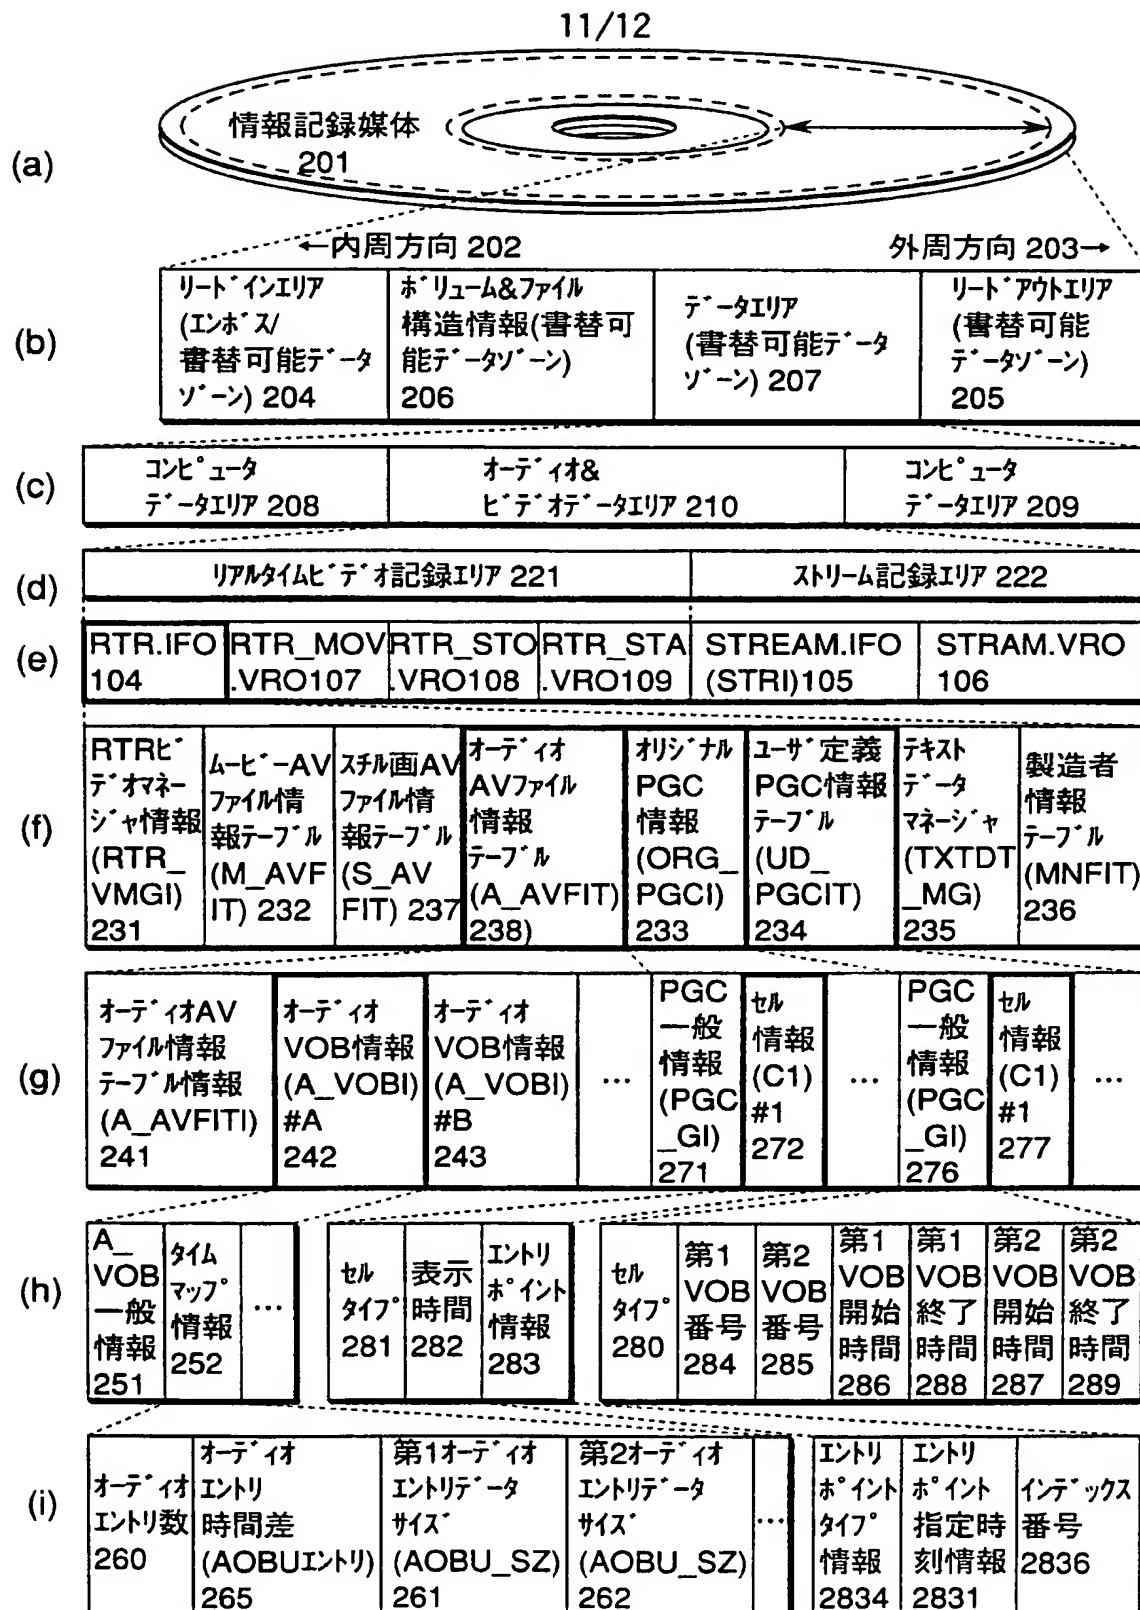 11/12
(a)
情報記録媒体
201
←内周方向 202
外周方向 203→
(b)
リードインエリア
(エンボス/
書替可能データ
ゾーン) 204
ボリューム&ファイル
構造情報(書替可
能データゾーン)
206
データエリア
(書替可能データ
ゾーン) 207
リードアウトエリア
(書替可能
データゾーン)
205
(c)
コンピュータ
データエリア 208
オーディオ&
ビデオデータエリア 210
コンピュータ
データエリア 209
(d)
リアルタイムビデオ記録エリア 221
ストリーム記録エリア 222
(e)
RTR.IFO
104
RTR_MOV
.VRO107
RTR_STO
.VRO108
RTR_STA
.VRO109
STREAM.IFO
(STRI)105
STRAM.VRO
106
(f)
RTRビ
デオマネー
ジャ情報
(RTR_
VMGI)
231
ムービーAV
ファイル情
報テーブル
(M_AVF
IT) 232
スチル画AV
ファイル情
報テーブル
(S_AV
FIT) 237
オーディオ
AVファイル
情報
テーブル
(A_AVFIT)
238)
オリジナル
PGC
情報
(ORG_
PGCI)
233
ユーザ定義
PGC情報
テーブル
(UD_
PGCIT)
234
テキスト
データ
マネージャ
(TXTDT
_MG)
235
製造者
情報
テーブル
(MNFIT)
236
(g)
オーディオAV
ファイル情報
テーブル情報
(A_AVFITI)
241
オーディオ
VOB情報
(A_VOBI)
#A
242
オーディオ
VOB情報
(A_VOBI)
#B
243
…
PGC
一般
情報
(PGC
_GI)
271
セル
情報
(C1)
#1
272
…
PGC
一般
情報
(PGC
_GI)
276
セル
情報
(C1)
#1
277
…
(h)
A_
VOB
一般
情報
251
タイム
マップ
情報
252
…
セル
タイプ
281
表示
時間
282
エントリ
ポイント
情報
283
セル
タイプ
280
第1
VOB
番号
284
第2
VOB
番号
285
第1
VOB
開始
時間
286
第1
VOB
終了
時間
288
第2
VOB
開始
時間
287
第2
VOB
終了
時間
289
(i)
オーディオ
エントリ数
260
オーディオ
エントリ
時間差
(AOBUエントリ)
265
第1オーディオ
エントリデータ
サイズ
(AOBU_SZ)
261
第2オーディオ
エントリデータ
サイズ
(AOBU_SZ)
262
…
エントリ
ポイント
タイプ
情報
2834
エントリ
ポイント
指定時
刻情報
2831
インデックス
番号
2836